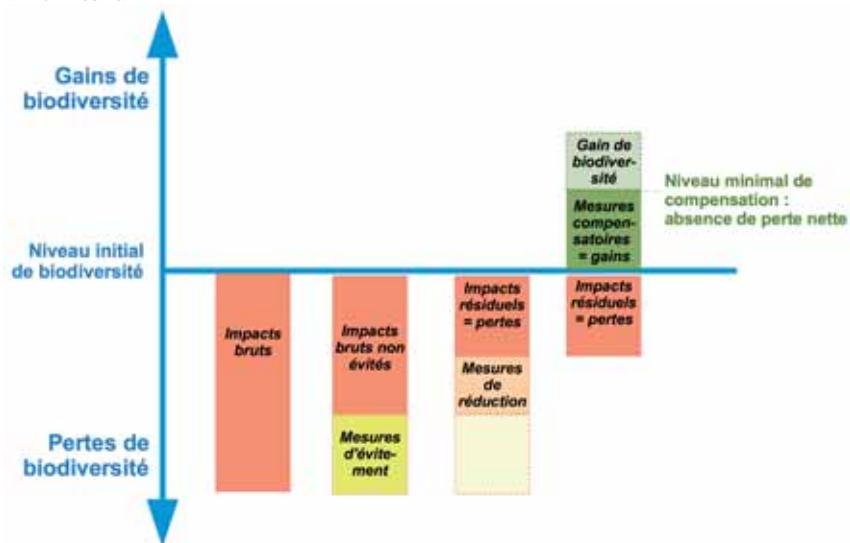 Gains de
biodiversité
Niveau initial
de biodiversité
Pertes de
biodiversité
Impacts
bruts
Impacts
bruts non
évités
Mesures
d'évite-
ment
Impacts
résiduels
= pertes
Mesures
de
réduction
Gain de
biodiver-
sité
Mesures
compen-
satoires
= gains
Impacts
résiduels
= pertes
Niveau minimal de
compensation :
absence de perte nette